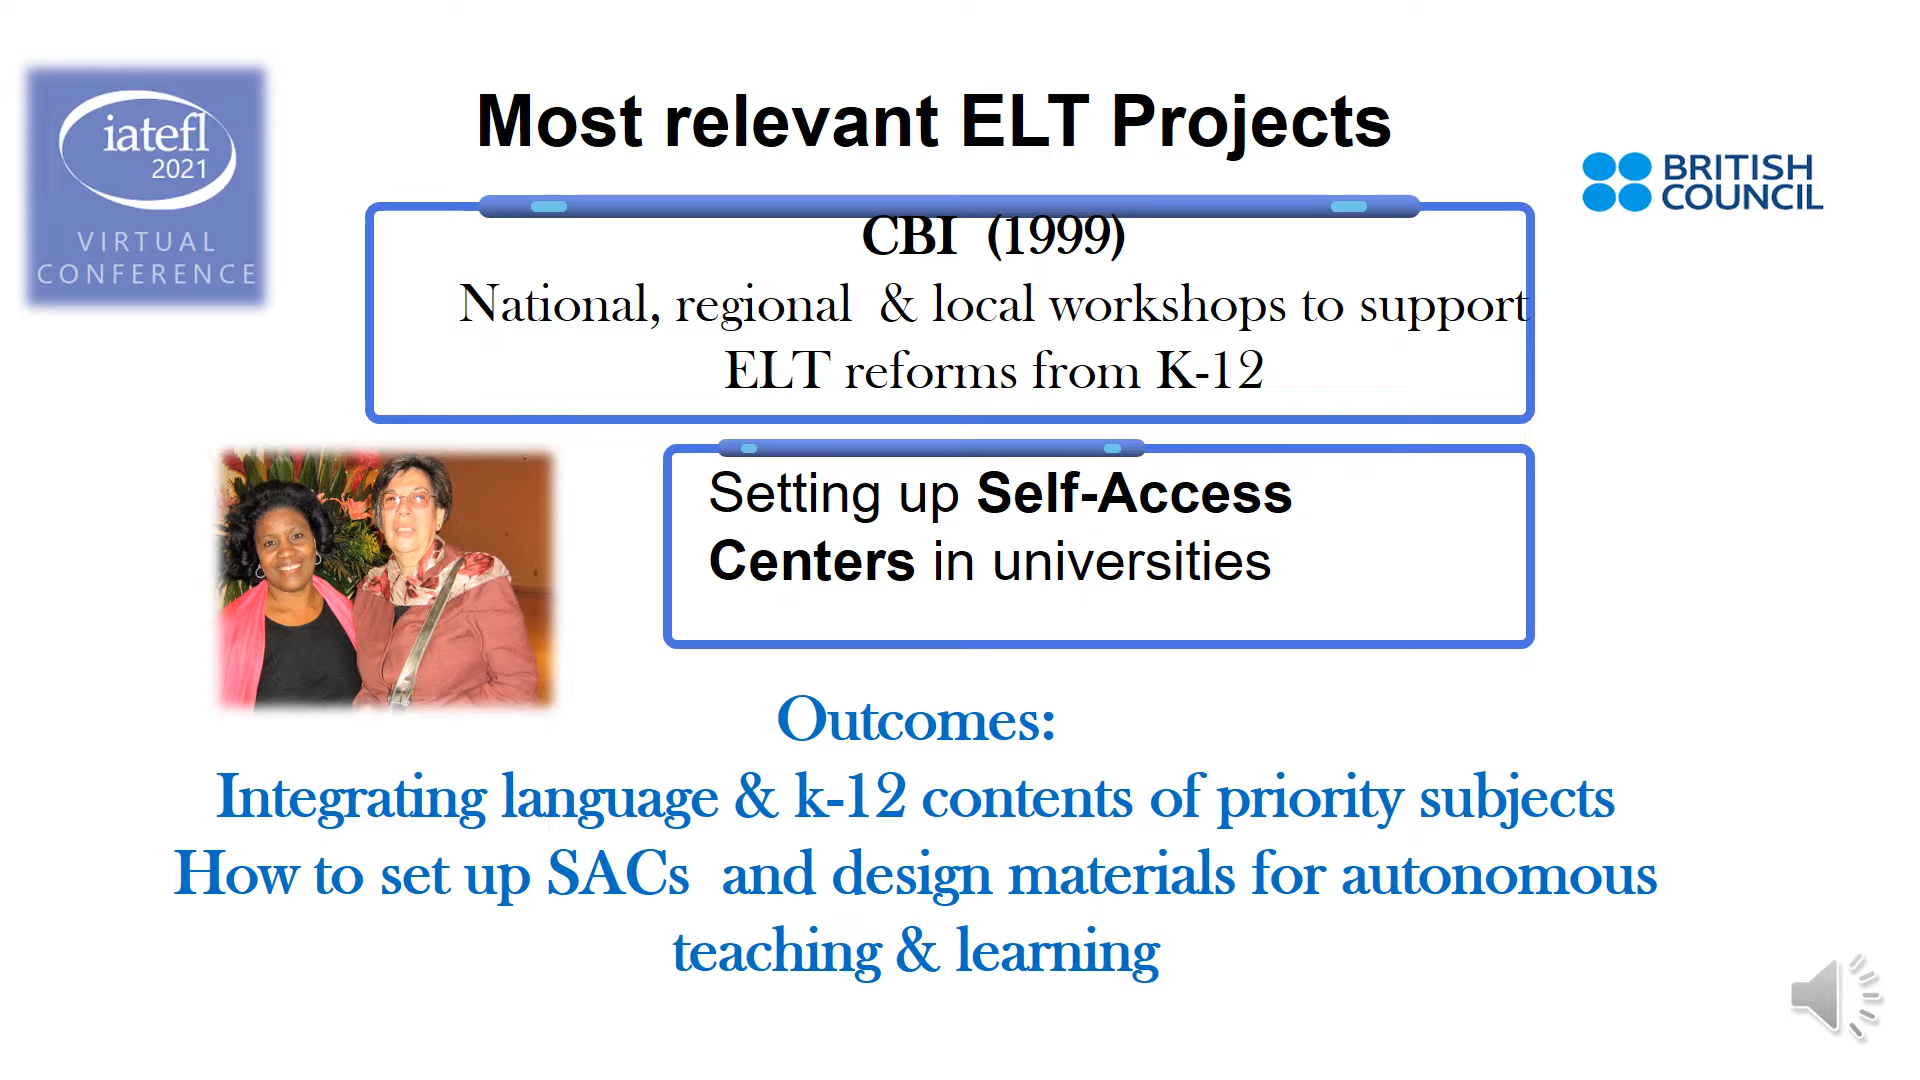 iatefl
2021
VIRTUAL
CONFERENCE
Most relevant ELT Projects
BRITISH
COUNCIL
CBI (1999)
National, regional & local workshops to support
ELT reforms from K-12
Setting up Self-Access
Centers in universities
Outcomes:
Integrating language & k-12 contents of priority subjects
How to set up SACs and design materials for autonomous
teaching & learning